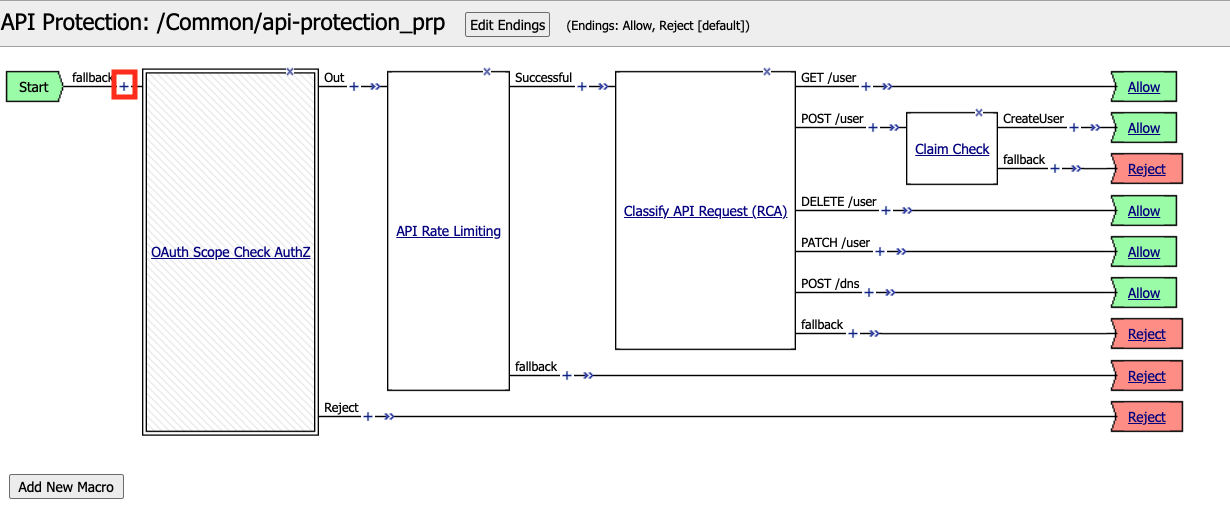 API Protection: /Common/api-protection_prp Edit Endings (Endings: Allow, Reject [default])
Start fallback + x Out + x Successful + x GET /user + Allow
POST /user + x CreateUser + Allow
Claim Check
fallback + Reject
Classify API Request (RCA) DELETE /user + Allow
API Rate Limiting
OAuth Scope Check AuthZ PATCH /user + Allow
POST /dns + Allow
fallback + Reject
fallback + Reject
Reject + Reject
Add New Macro